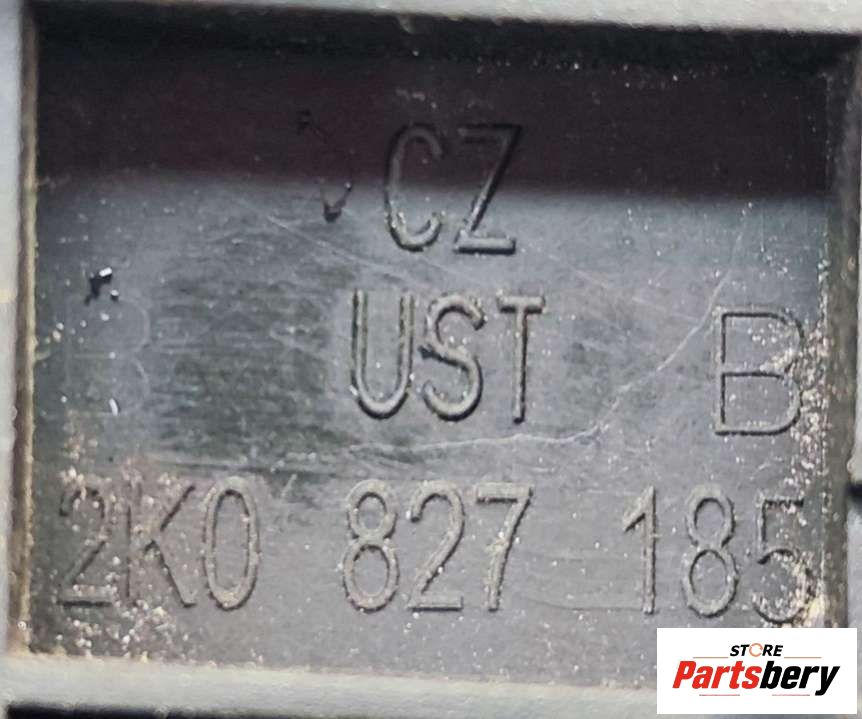 CZ
UST
B B
2K0 827 185
STORE
Partsbery